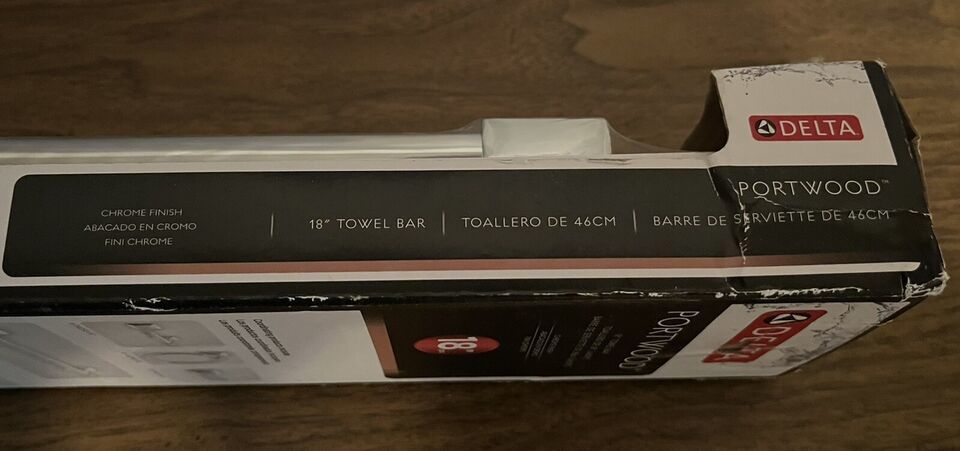 DELTA
PORTWOOD™
CHROME FINISH
ABACADO EN CROMO
FINI CHROME
18" TOWEL BAR
TOALLERO DE 46CM
BARRE DE SERVIETTE DE 46CM
DELTA
PORTWOOD
18"